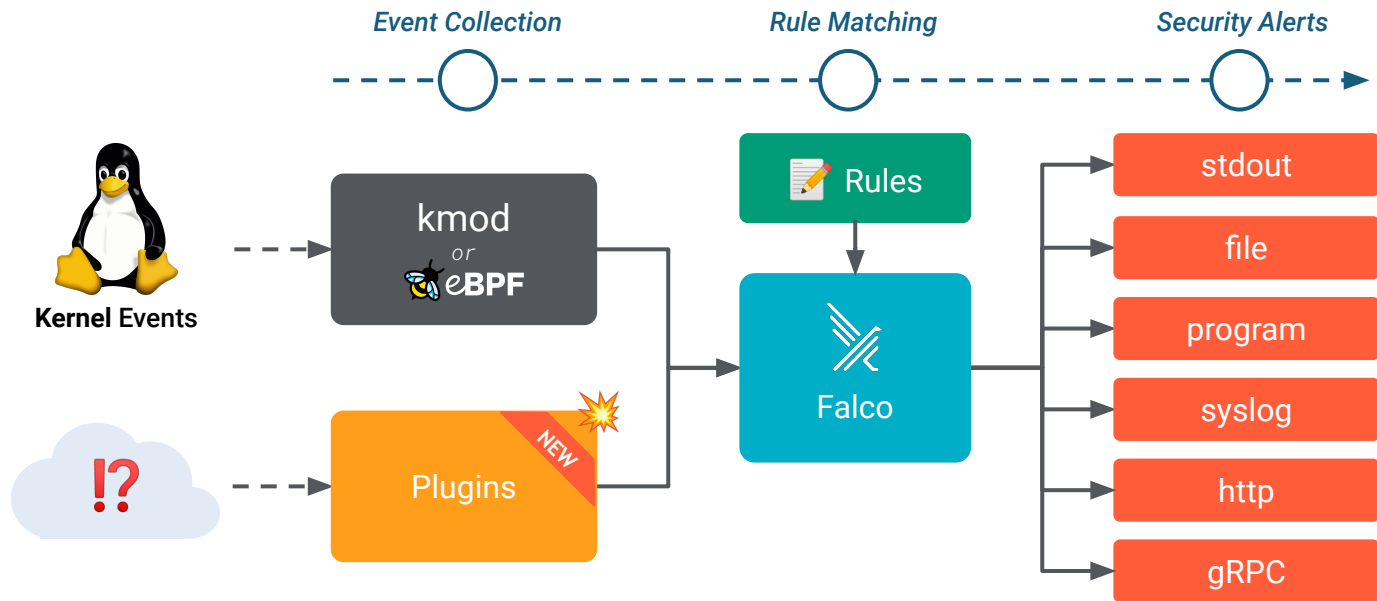 Event Collection
Rule Matching
Security Alerts
Kernel Events
kmod
or
eBPF
Rules
Falco
⁉
NEW
Plugins
stdout
file
program
syslog
http
gRPC